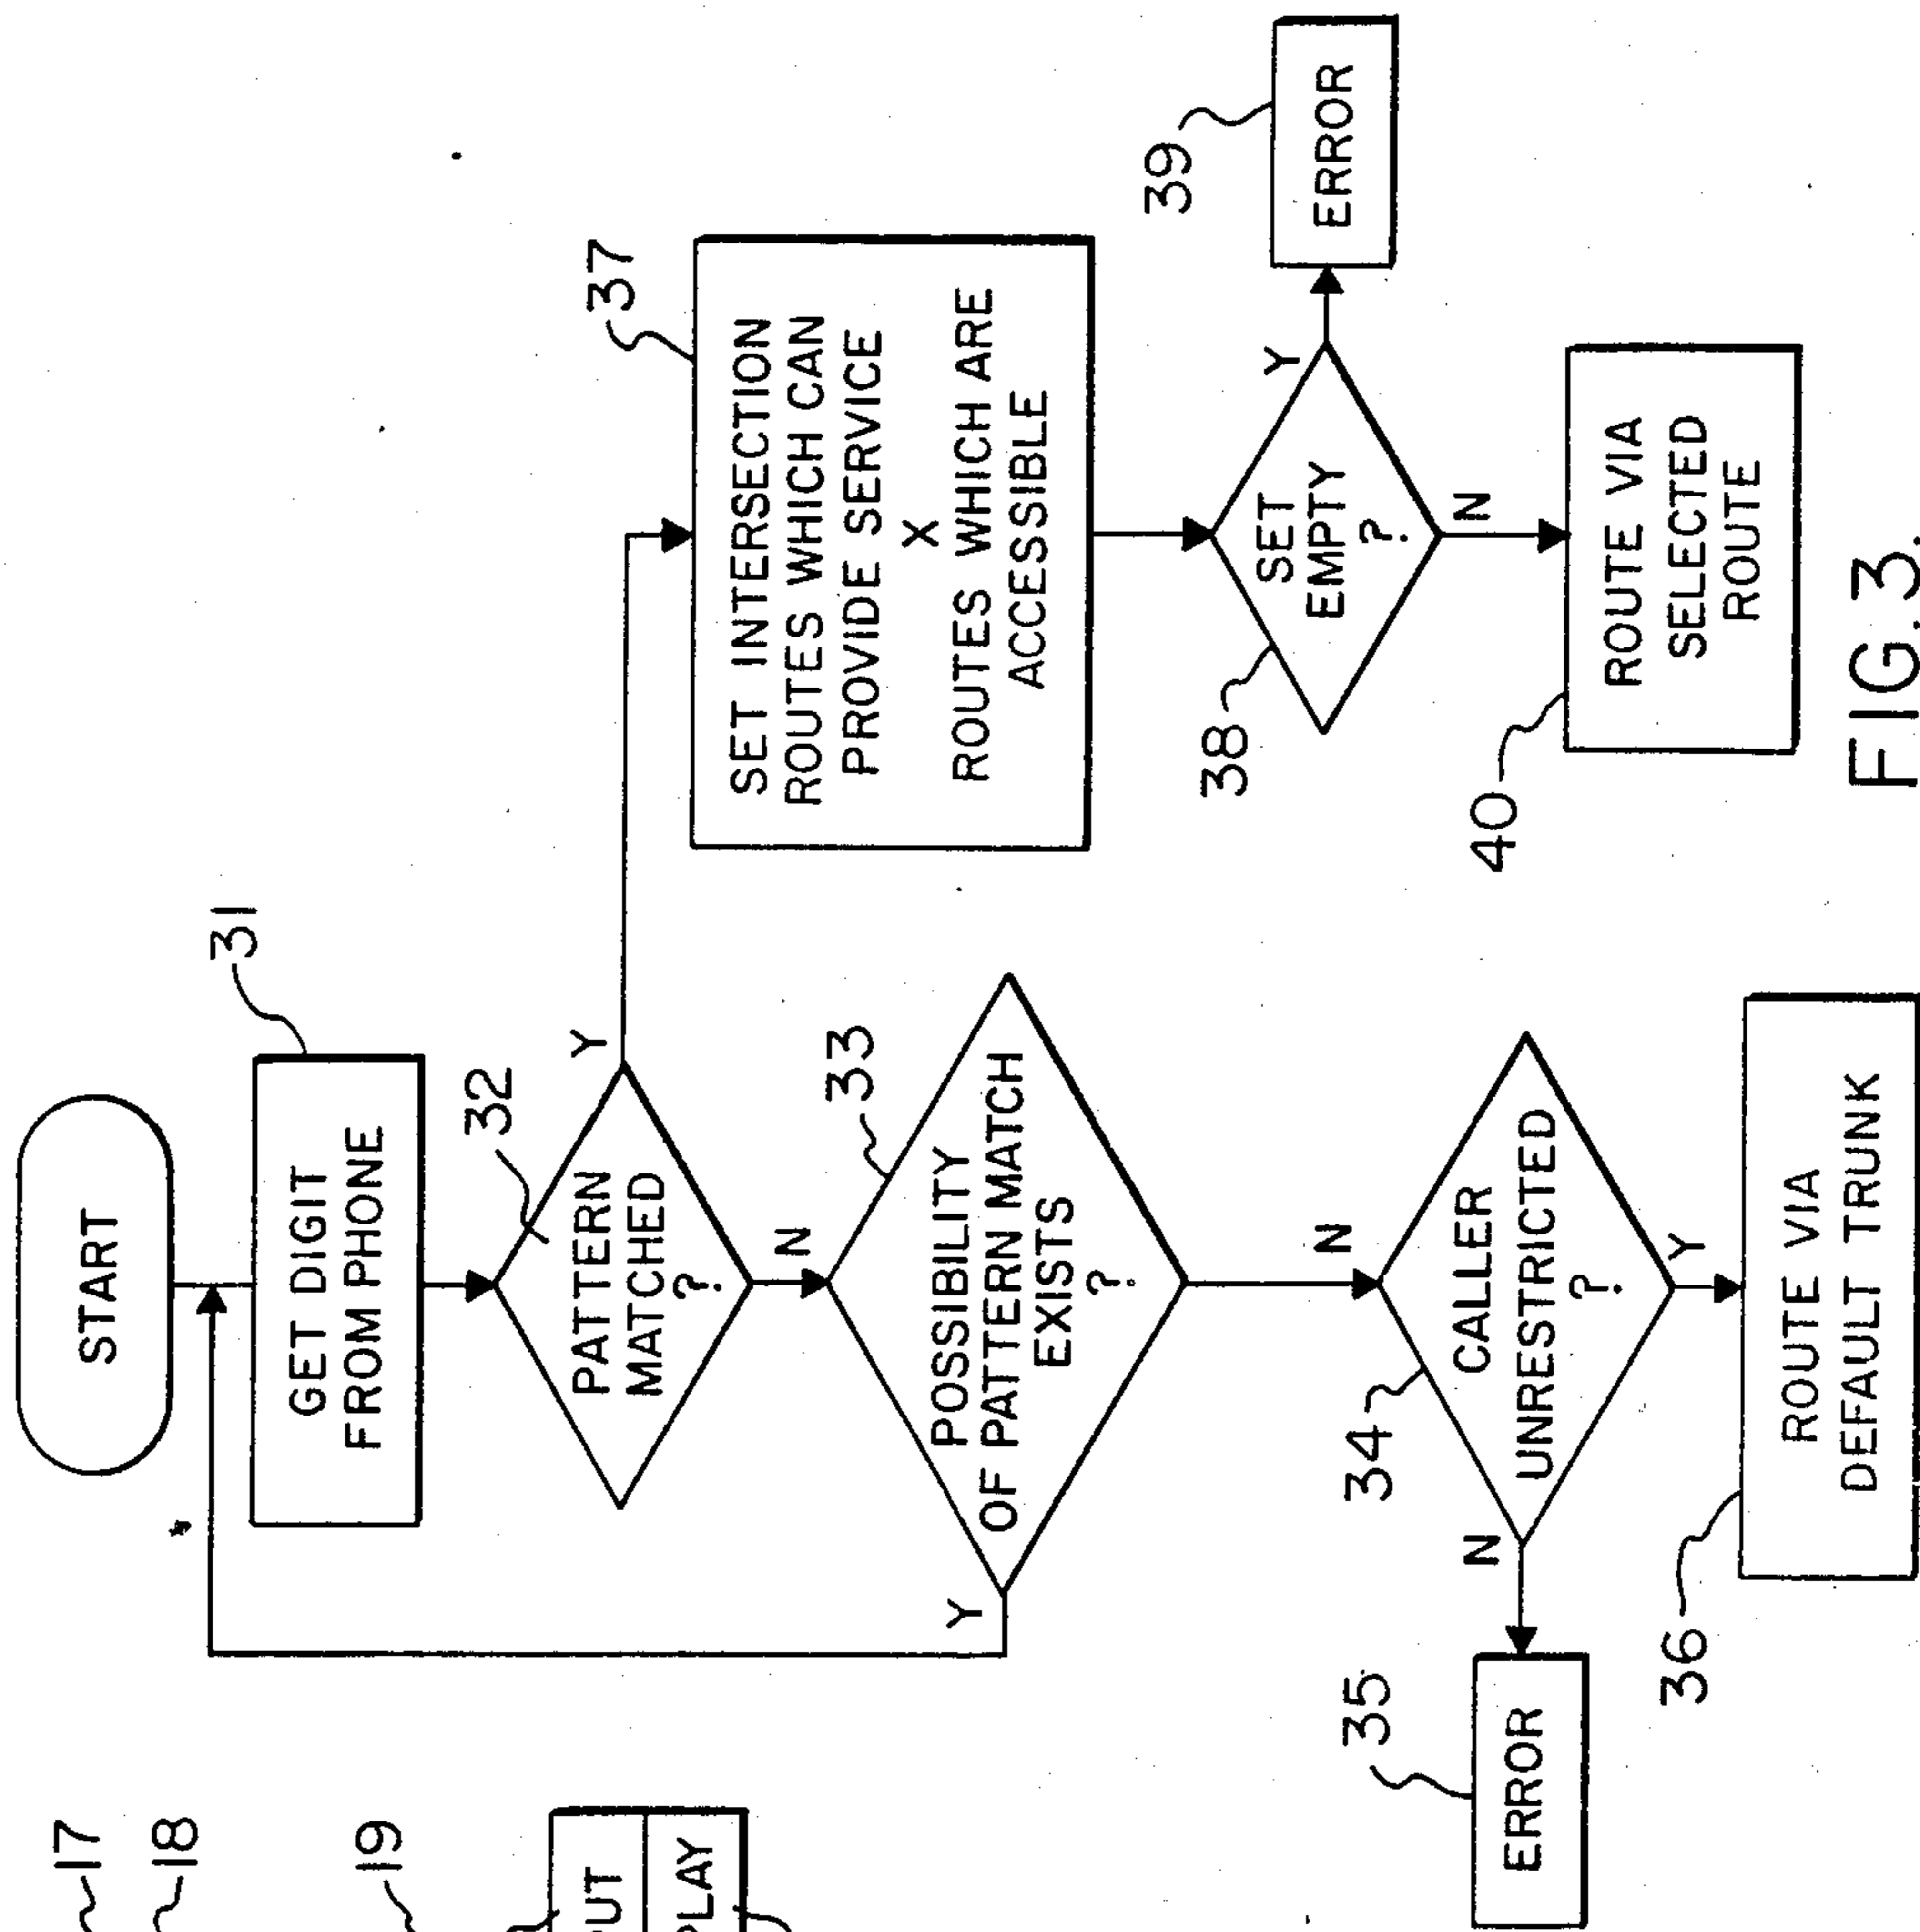 START
31
GET DIGIT
FROM PHONE
32
PATTERN
MATCHED
?
Y
N
33
POSSIBILITY
OF PATTERN MATCH
EXISTS
?
Y
N
34
CALLER
UNRESTRICTED
?
N
Y
35
ERROR
36
ROUTE VIA
DEFAULT TRUNK
37
SET INTERSECTION
ROUTES WHICH CAN
PROVIDE SERVICE
X
ROUTES WHICH ARE
ACCESSIBLE
38
SET
EMPTY
?
Y
N
39
ERROR
40
ROUTE VIA
SELECTED
ROUTE
FIG.3.
17
18
19
UT
PLAY